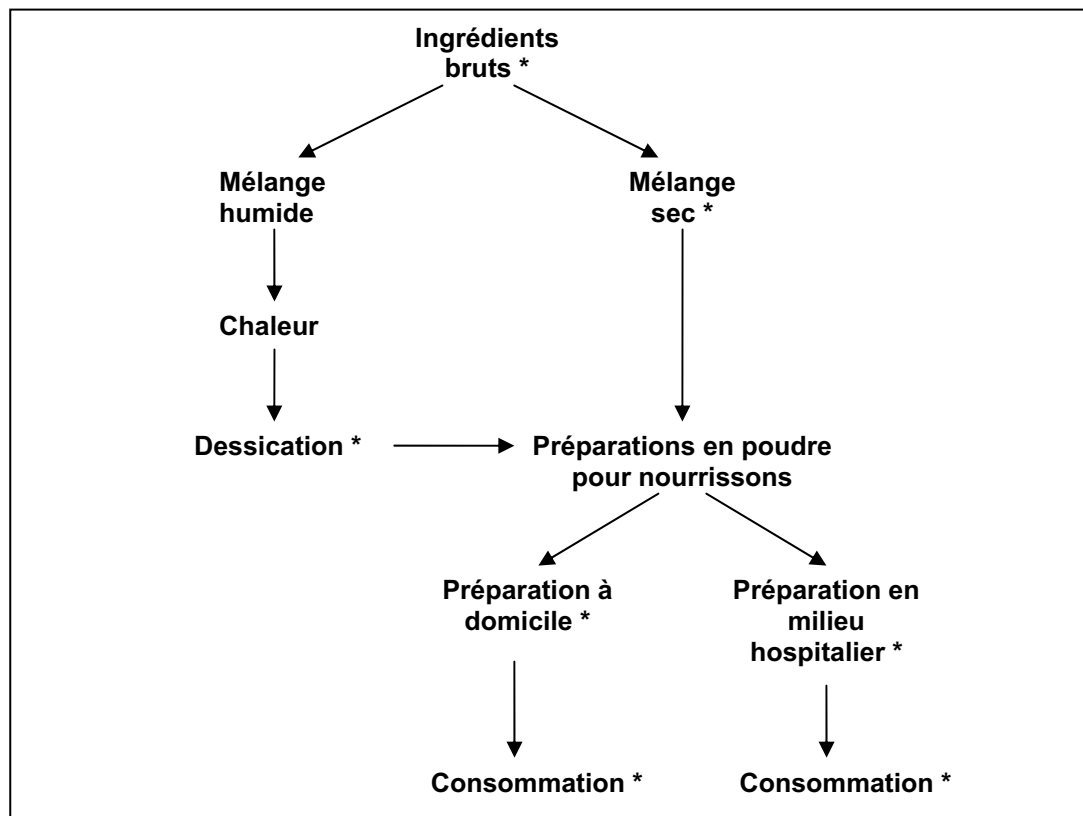 Ingrédients
bruts *
Mélange
humide
Mélange
sec *
Chaleur
Dessication *
Préparations en poudre
pour nourrissons
Préparation à
domicile *
Préparation en
milieu
hospitalier *
Consommation *
Consommation *